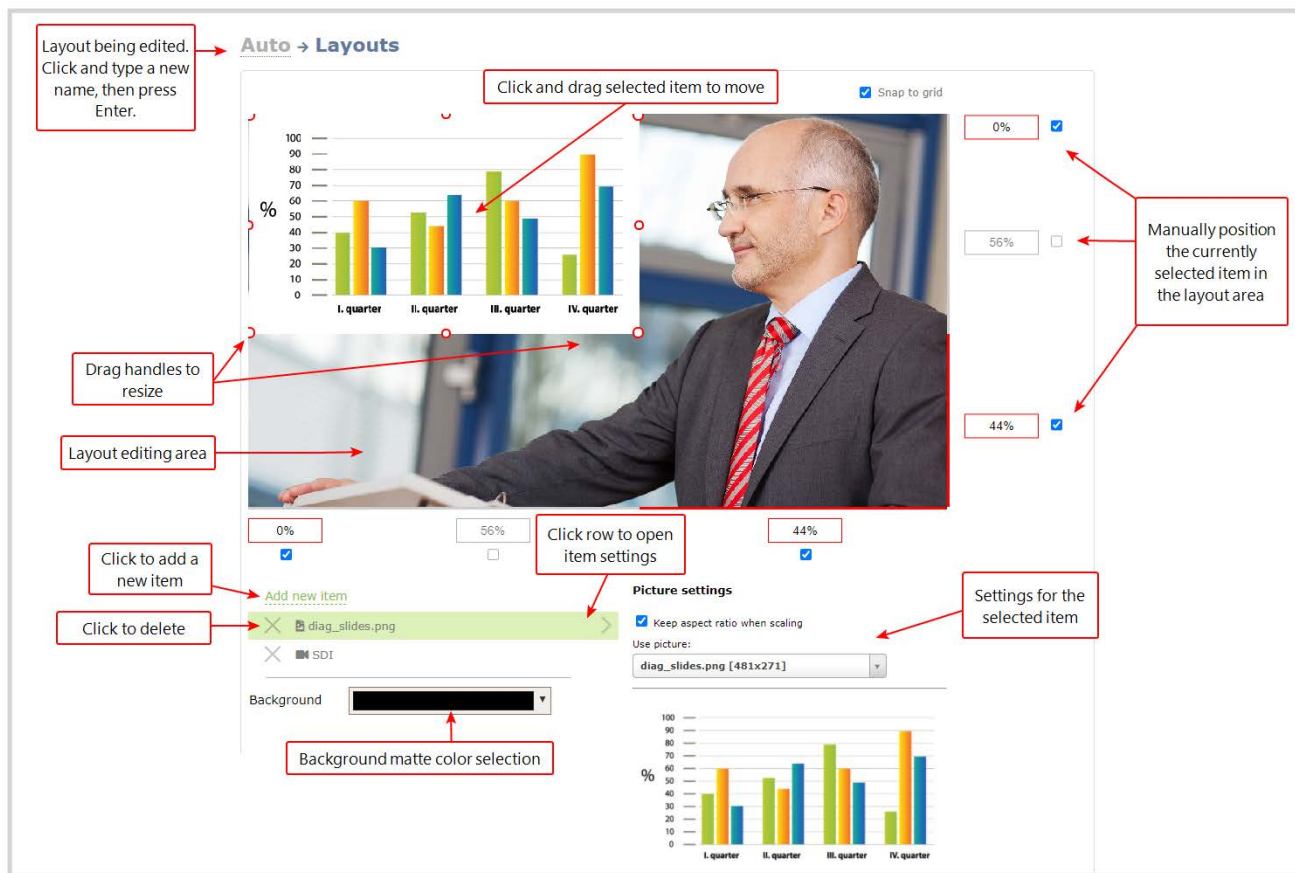 Layout being edited.
Click and type a new
name, then press
Enter.
Auto → Layouts
Click and drag selected item to move
Snap to grid
100
90
80
70
60
50
40
30
20
10
0
%
I. quarter II. quarter III. quarter IV. quarter
0%
56%
44%
Manually position
the currently
selected item in
the layout area
Drag handles to
resize
Layout editing area
0% 56% 44%
Click row to open
item settings
Click to add a
new item
Add new item
Click to delete
diag_slides.png
SDI
Background
Background matte color selection
Picture settings
Keep aspect ratio when scaling
Use picture:
diag_slides.png [481x271]
Settings for the
selected item
100
90
80
70
60
50
40
30
20
10
0
%
I. quarter II. quarter III. quarter IV. quarter